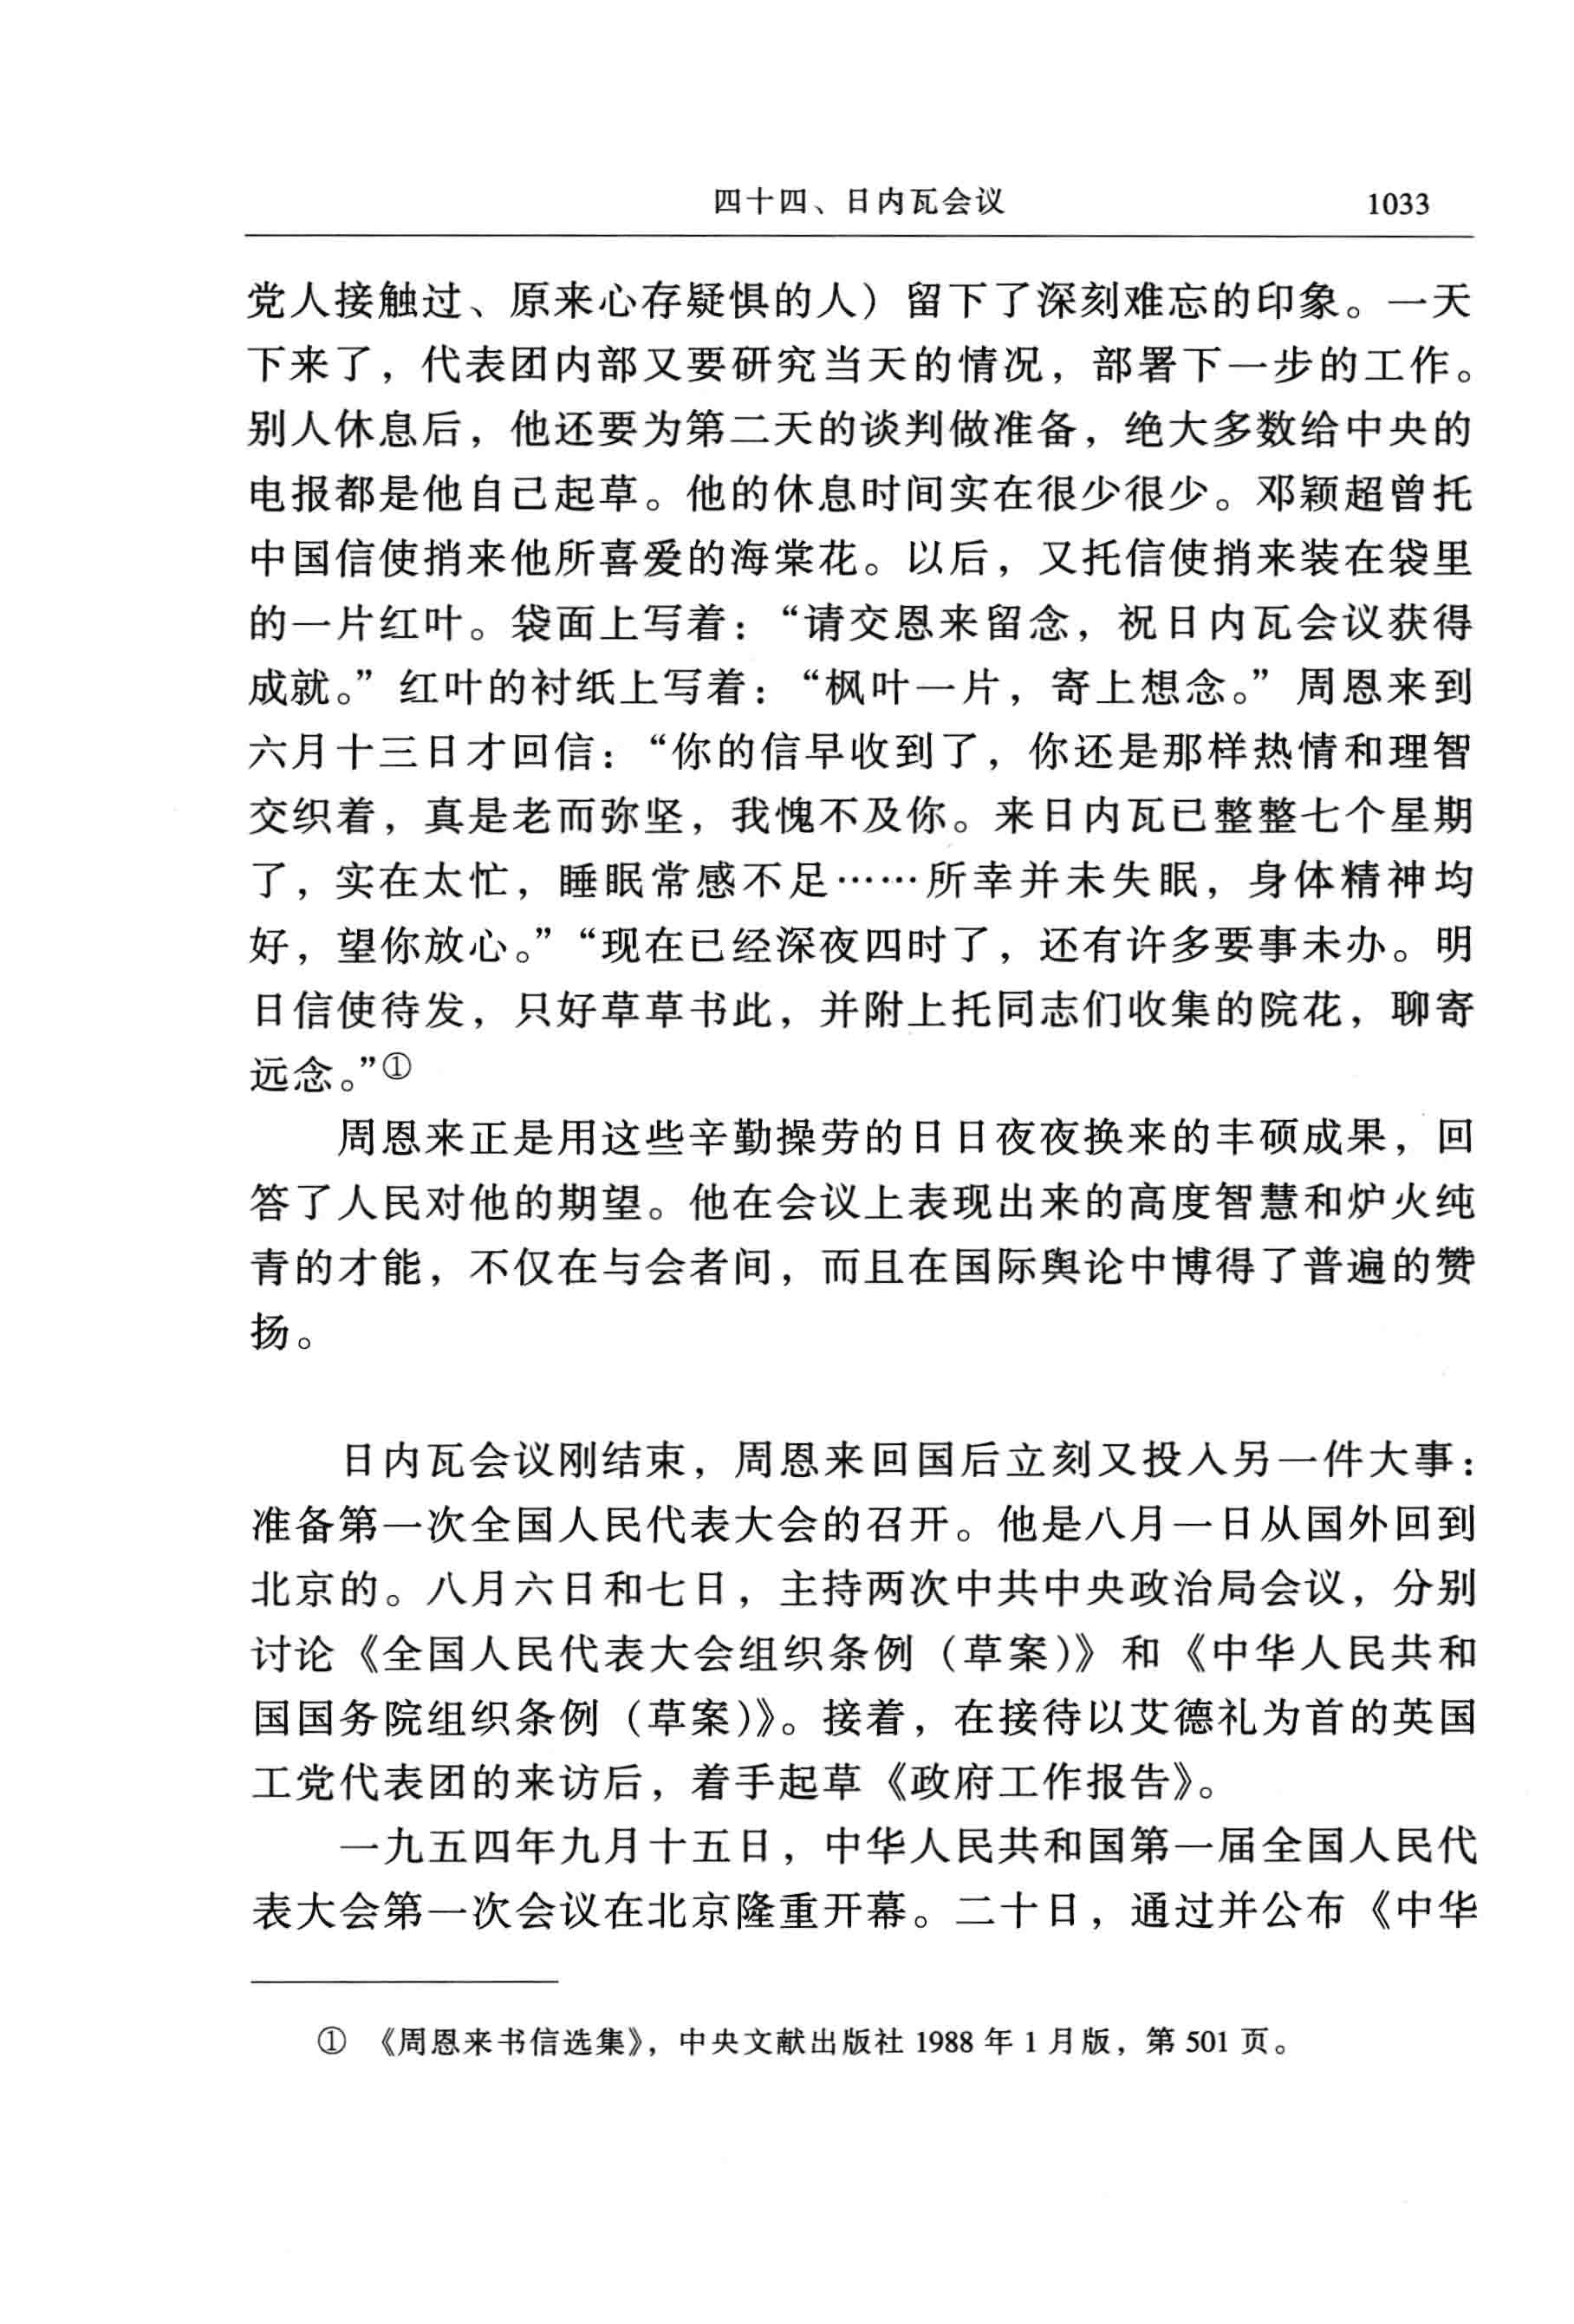 四十四、日内瓦会议 1033
党人接触过、原来心存疑惧的人）留下了深刻难忘的印象。一天
下来了，代表团内部又要研究当天的情况，部署下一步的工作。
别人休息后，他还要为第二天的谈判做准备，绝大多数给中央的
电报都是他自己起草。他的休息时间实在很少很少。邓颖超曾托
中国信使捎来他所喜爱的海棠花。以后，又托信使捎来装在袋里
的一片红叶。袋面上写着：“请交恩来留念，祝日内瓦会议获得
成就。”红叶的衬纸上写着：“枫叶一片，寄上想念。”周恩来到
六月十三日才回信：“你的信早收到了，你还是那样热情和理智
交织着，真是老而弥坚，我愧不及你。来日内瓦已整整七个星期
了，实在太忙，睡眠常感不足……所幸并未失眠，身体精神均
好，望你放心。”“现在已经深夜四时了，还有许多要事未办。明
日信使待发，只好草草书此，并附上托同志们收集的院花，聊寄
远念。”①
周恩来正是用这些辛勤操劳的日日夜夜换来的丰硕成果，回
答了人民对他的期望。他在会议上表现出来的高度智慧和炉火纯
青的才能，不仅在与会者间，而且在国际舆论中博得了普遍的赞
扬。
日内瓦会议刚结束，周恩来回国后立刻又投入另一件大事：
准备第一次全国人民代表大会的召开。他是八月一日从国外回到
北京的。八月六日和七日，主持两次中共中央政治局会议，分别
讨论《全国人民代表大会组织条例（草案）》和《中华人民共和
国国务院组织条例（草案）》。接着，在接待以艾德礼为首的英国
工党代表团的来访后，着手起草《政府工作报告》。
一九五四年九月十五日，中华人民共和国第一届全国人民代
表大会第一次会议在北京隆重开幕。二十日，通过并公布《中华
① 《周恩来书信选集》，中央文献出版社 1988 年 1 月版，第 501 页。